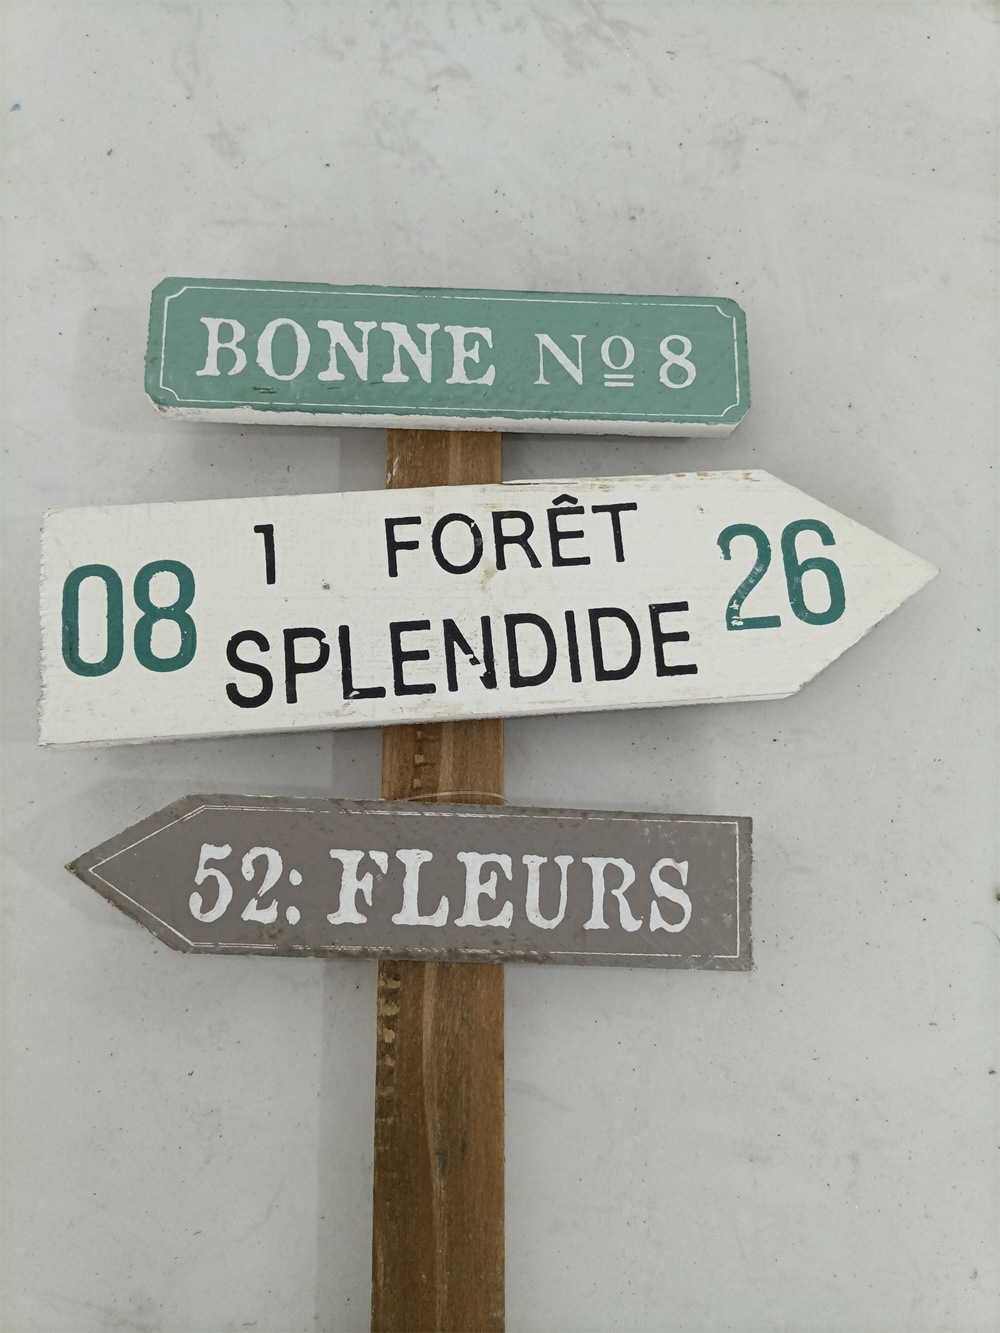 BONNE Nº 8
08 1 FORÊT 26
SPLENDIDE
52: FLEURS